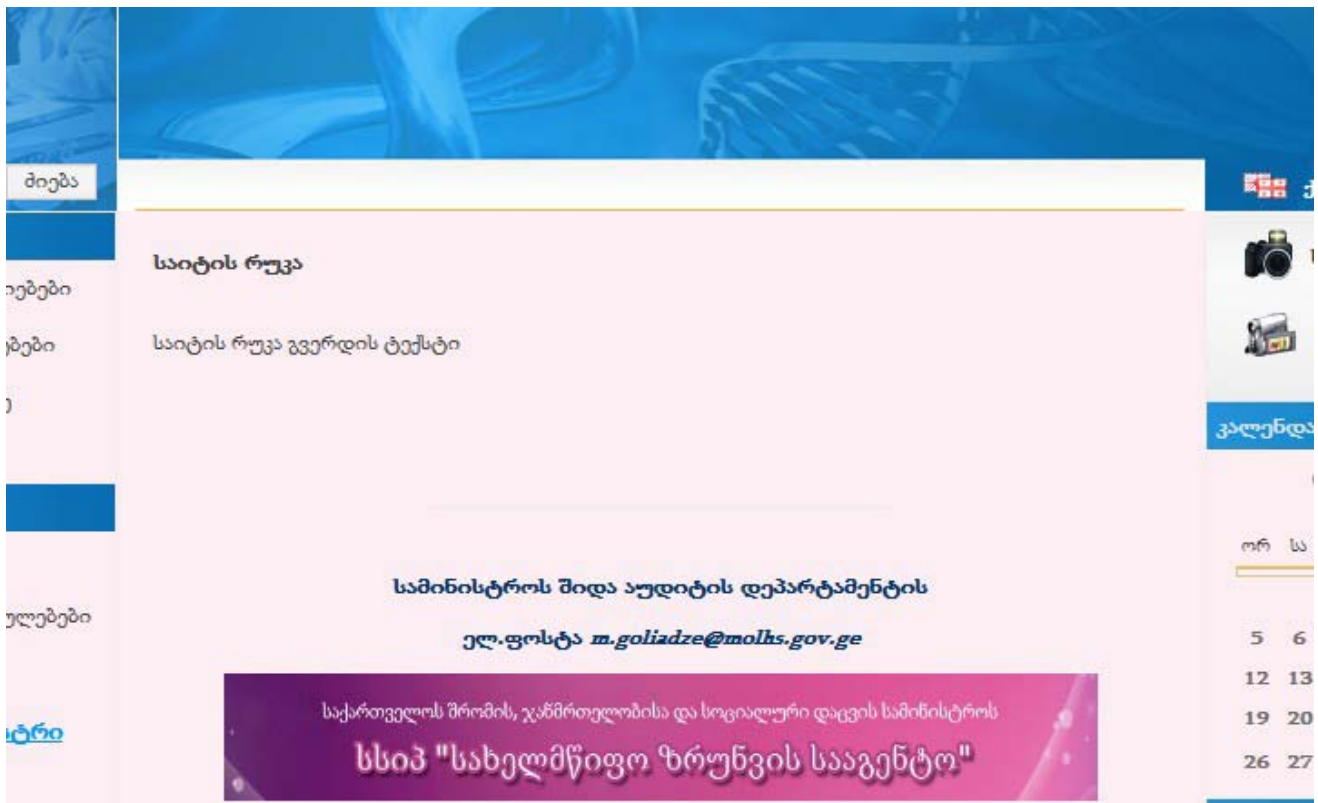 ძიება
საიტის რუკა
საიტის რუკა გვერდის ტექსტი
სამინისტროს შიდა აუდიტის დეპარტამენტის
ელ.ფოსტა m.goliadze@molhs.gov.ge
საქართველოს შრომის, ჯანმრთელობისა და სოციალური დაცვის სამინისტროს
სსიპ "სახელმწიფო ზრუნვის სააგენტო"
კალენდა
ორ სა
5 6
12 13
19 20
26 27